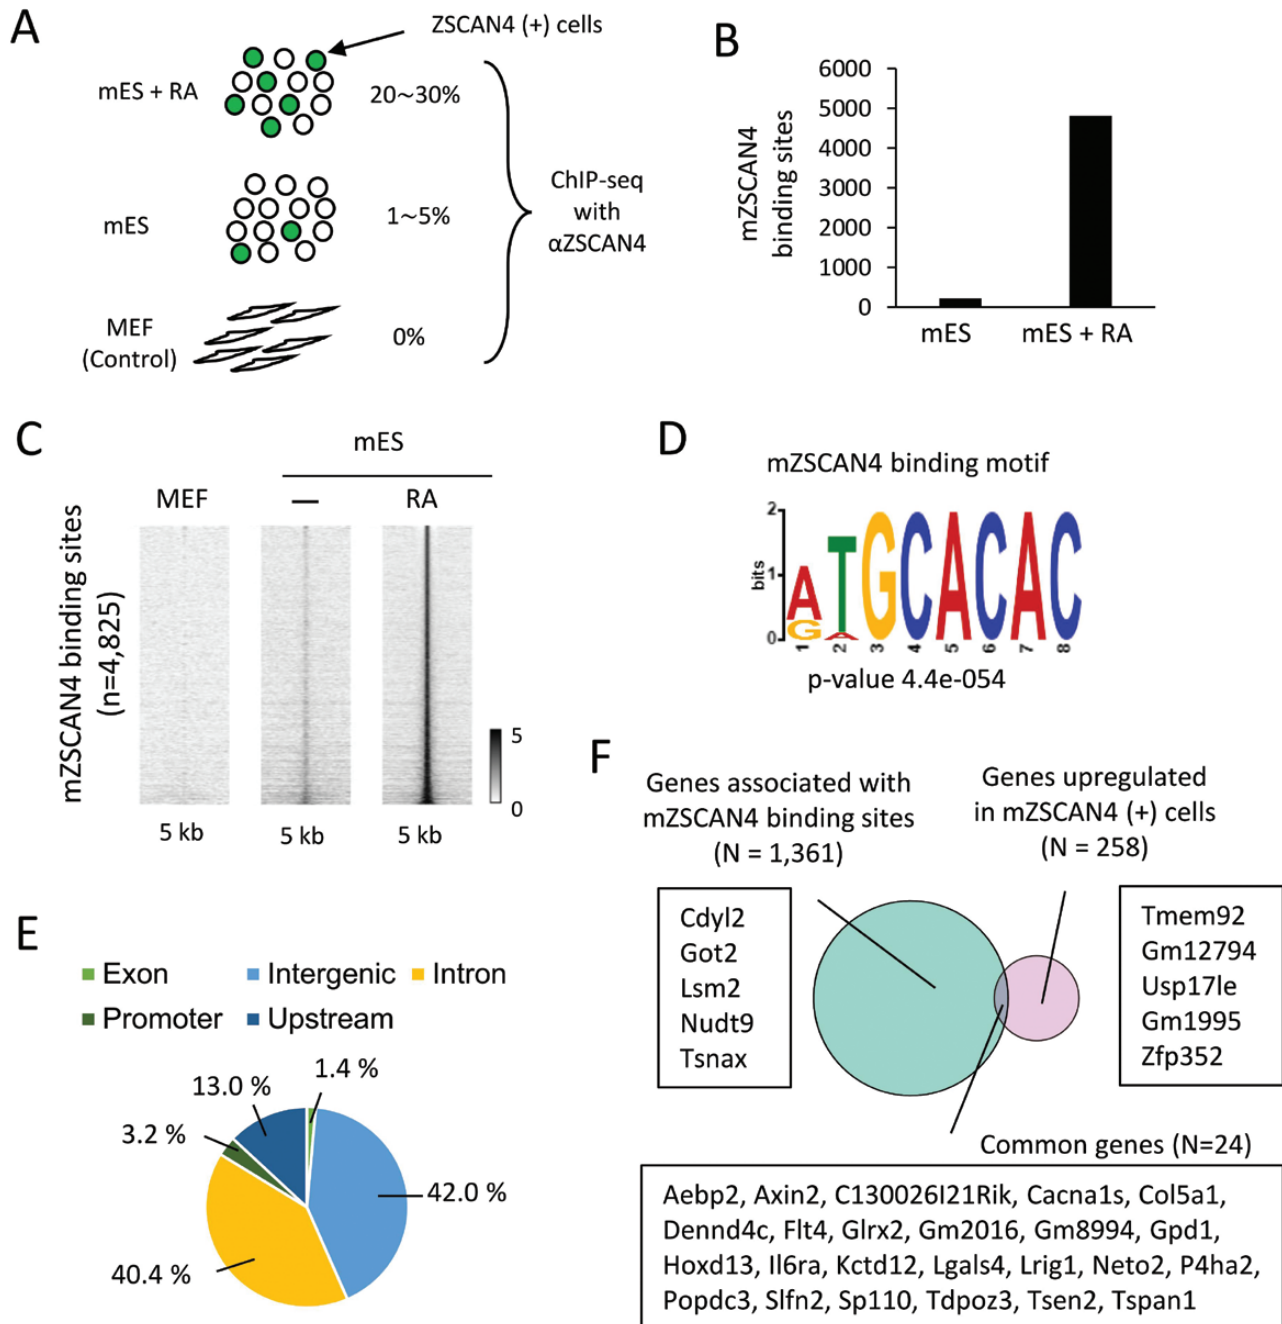 A
ZSCAN4 (+) cells
mES + RA
20~30%
mES
1~5%
MEF
(Control)
0%
ChIP-seq
with
αZSCAN4
B
mZSCAN4
binding sites
6000
5000
4000
3000
2000
1000
0
mES
mES + RA
C
mES
MEF
—
RA
mZSCAN4 binding sites
(n=4,825)
5
0
5 kb
5 kb
5 kb
D
mZSCAN4 binding motif
bits
2
1
0
A
G
T
A
G
C
A
C
A
C
1 2 3 4 5 6 7 8
p-value 4.4e-054
E
Exon
Intergenic
Intron
Promoter
Upstream
1.4 %
13.0 %
3.2 %
42.0 %
40.4 %
F
Genes associated with
mZSCAN4 binding sites
(N = 1,361)
Genes upregulated
in mZSCAN4 (+) cells
(N = 258)
Cdyl2
Got2
Lsm2
Nudt9
Tsnax
Tmem92
Gm12794
Usp17le
Gm1995
Zfp352
Common genes (N=24)
Aebp2, Axin2, C130026I21Rik, Cacna1s, Col5a1,
Dennd4c, Flt4, Glrx2, Gm2016, Gm8994, Gpd1,
Hoxd13, Il6ra, Kctd12, Lgals4, Lrig1, Neto2, P4ha2,
Popdc3, Slfn2, Sp110, Tdpoz3, Tsen2, Tspan1